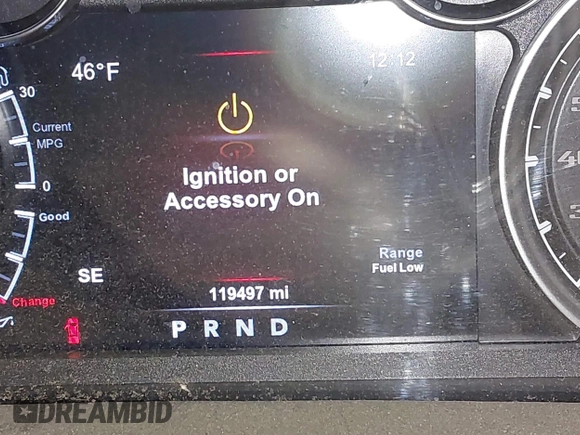 46°F
12:12
30
Current
MPG
0
Good
Ignition or
Accessory On
Range
Fuel Low
SE
119497 mi
Change
P R N D
DREAMBID